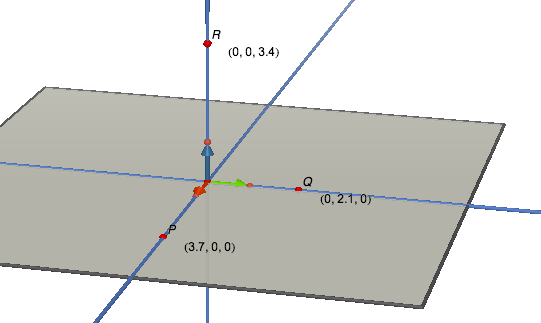 R
(0, 0, 3.4)
Q
(0, 2.1, 0)
P
(3.7, 0, 0)